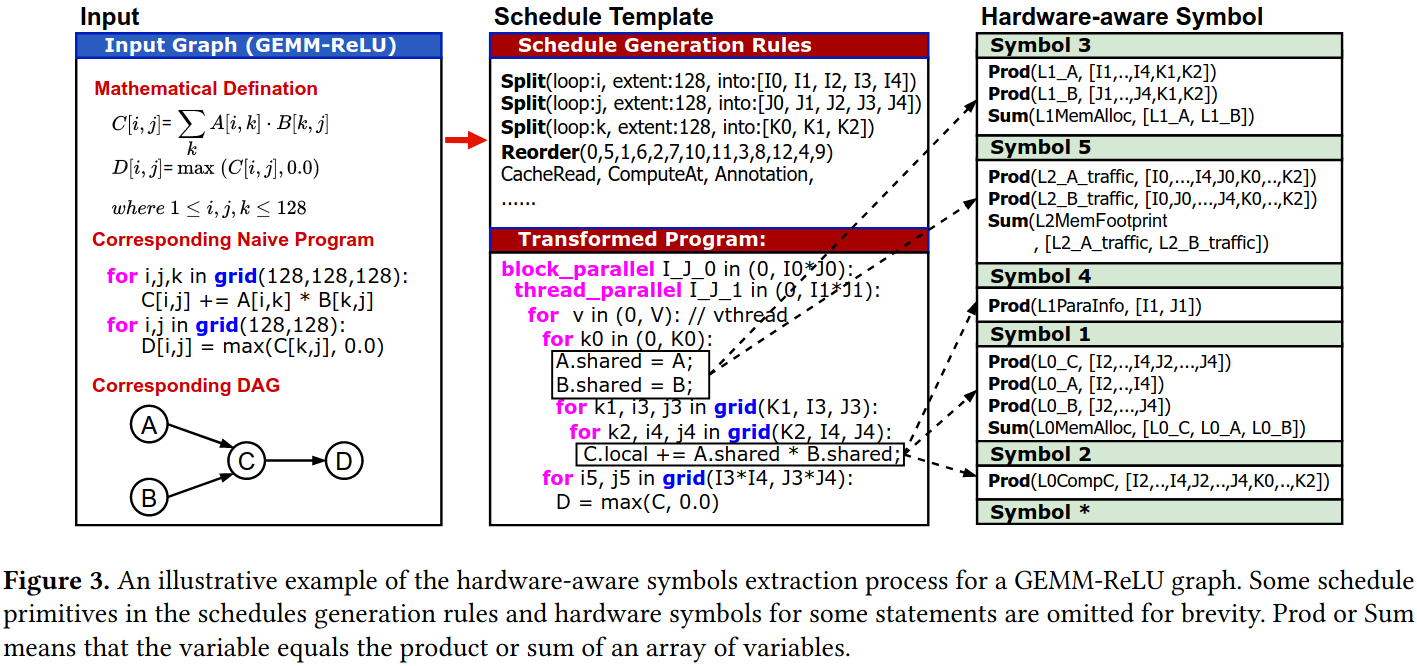 Input
Input Graph (GEMM-ReLU)
Mathematical Defination
C[i,j]=∑A[i,k]·B[k,j]
k
D[i,j]=max (C[i,j],0.0)
where 1 ≤ i,j,k ≤ 128
Corresponding Naive Program
for i,j,k in grid(128,128,128):
C[i,j] += A[i,k] * B[k,j]
for i,j in grid(128,128):
D[i,j] = max(C[k,j], 0.0)
Corresponding DAG
A
B
C
D
Schedule Template
Schedule Generation Rules
Split(loop:i, extent:128, into:[I0, I1, I2, I3, I4])
Split(loop:j, extent:128, into:[J0, J1, J2, J3, J4])
Split(loop:k, extent:128, into:[K0, K1, K2])
Reorder(0,5,1,6,2,7,10,11,3,8,12,4,9)
CacheRead, ComputeAt, Annotation,
......
Transformed Program:
block_parallel I_J_0 in (0, I0*J0):
thread_parallel I_J_1 in (0, I1*J1):
for v in (0, V): // vthread
for k0 in (0, K0):
A.shared = A;
B.shared = B;
for k1, i3, j3 in grid(K1, I3, J3):
for k2, i4, j4 in grid(K2, I4, J4):
C.local += A.shared * B.shared;
for i5, j5 in grid(I3*I4, J3*J4):
D = max(C, 0.0)
Hardware-aware Symbol
Symbol 3
Prod(L1_A, [I1,..,I4,K1,K2])
Prod(L1_B, [J1,..,J4,K1,K2])
Sum(L1MemAlloc, [L1_A, L1_B])
Symbol 5
Prod(L2_A_traffic, [I0,...,I4,J0,K0,..,K2])
Prod(L2_B_traffic, [I0,J0,...,J4,K0,..,K2])
Sum(L2MemFootprint
, [L2_A_traffic, L2_B_traffic])
Symbol 4
Prod(L1ParaInfo, [I1, J1])
Symbol 1
Prod(L0_C, [I2,..,I4,J2,...,J4])
Prod(L0_A, [I2,..,I4])
Prod(L0_B, [J2,...,J4])
Sum(L0MemAlloc, [L0_C, L0_A, L0_B])
Symbol 2
Prod(L0CompC, [I2,..,I4,J2,..,J4,K0,..,K2])
Symbol *
Figure 3. An illustrative example of the hardware-aware symbols extraction process for a GEMM-ReLU graph. Some schedule
primitives in the schedules generation rules and hardware symbols for some statements are omitted for brevity. Prod or Sum
means that the variable equals the product or sum of an array of variables.